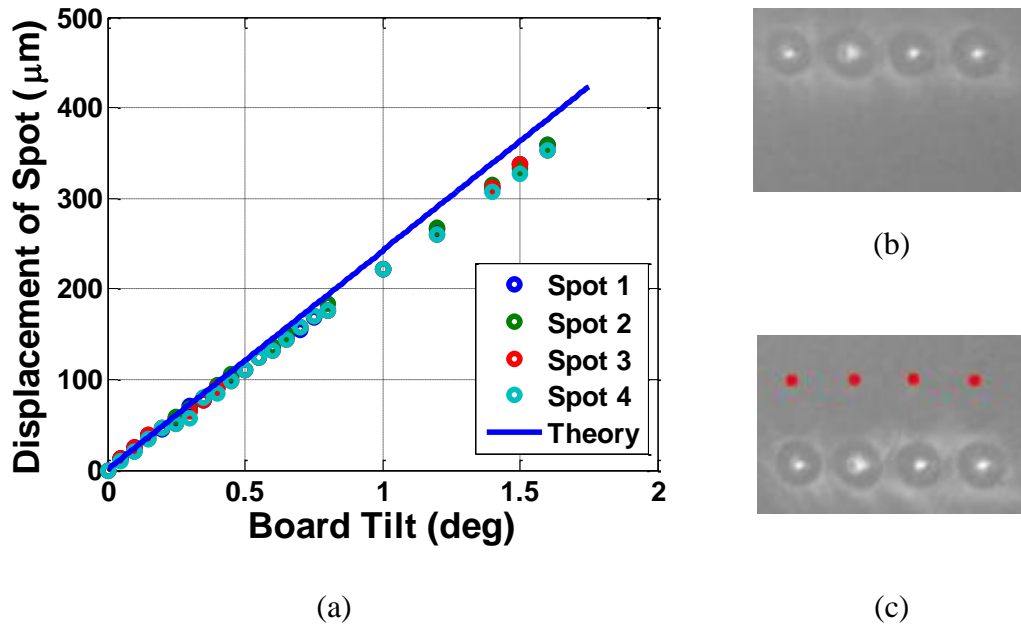 500
400
300
200
100
0
0 0.5 1 1.5 2
Displacement of Spot (μm)
Board Tilt (deg)
Spot 1
Spot 2
Spot 3
Spot 4
Theory
(a)
(b)
(c)